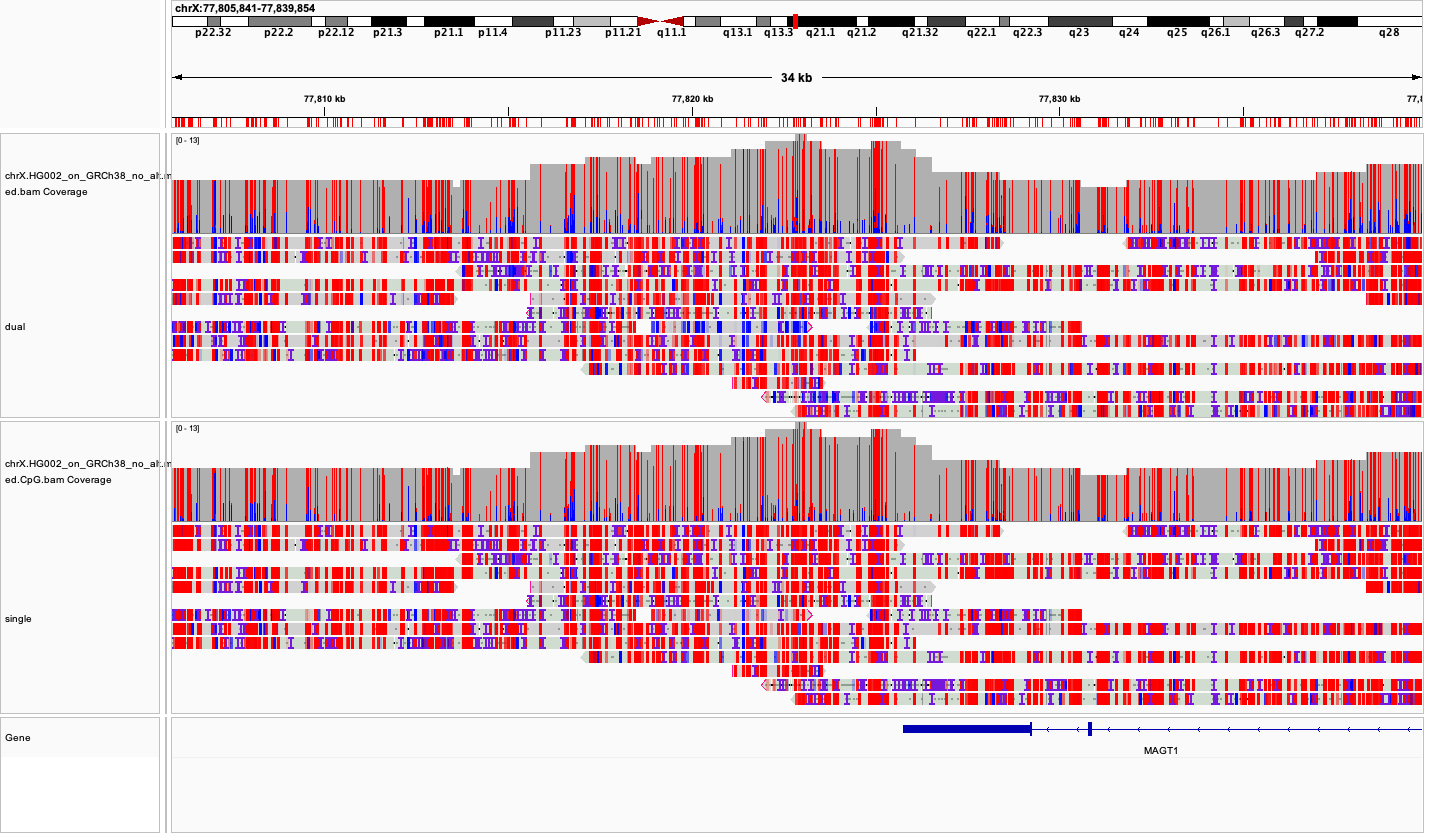 chrX:77,805,841-77,839,854
p22.32 p22.2 p22.12 p21.3 p21.1 p11.4 p11.23 p11.21 q11.1 q13.1 q13.3 q21.1 q21.2 q21.32 q22.1 q22.3 q23 q24 q25 q26.1 q26.3 q27.2 q28
34 kb
77,810 kb 77,820 kb 77,830 kb 77,8
[0 - 13]
chrX.HG002_on_GRCh38_no_alt.m
ed.bam Coverage
dual
[0 - 13]
chrX.HG002_on_GRCh38_no_alt.m
ed.CpG.bam Coverage
single
Gene
MAGT1